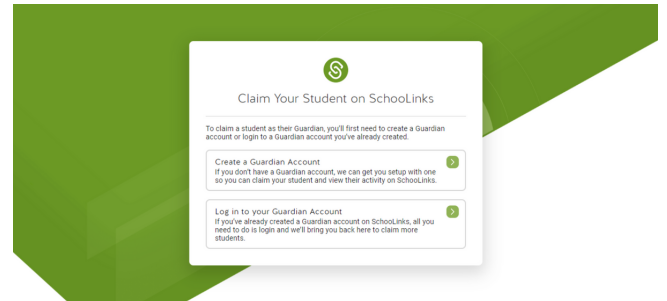 Claim Your Student on SchooLinks
To claim a student as their Guardian, you'll first need to create a Guardian
account or login to a Guardian account you've already created.
Create a Guardian Account
If you don't have a Guardian account, we can get you setup with one
so you can claim your student and view their activity on SchooLinks.
Log in to your Guardian Account
If you've already created a Guardian account on SchooLinks, all you
need to do is login and we'll bring you back here to claim more
students.